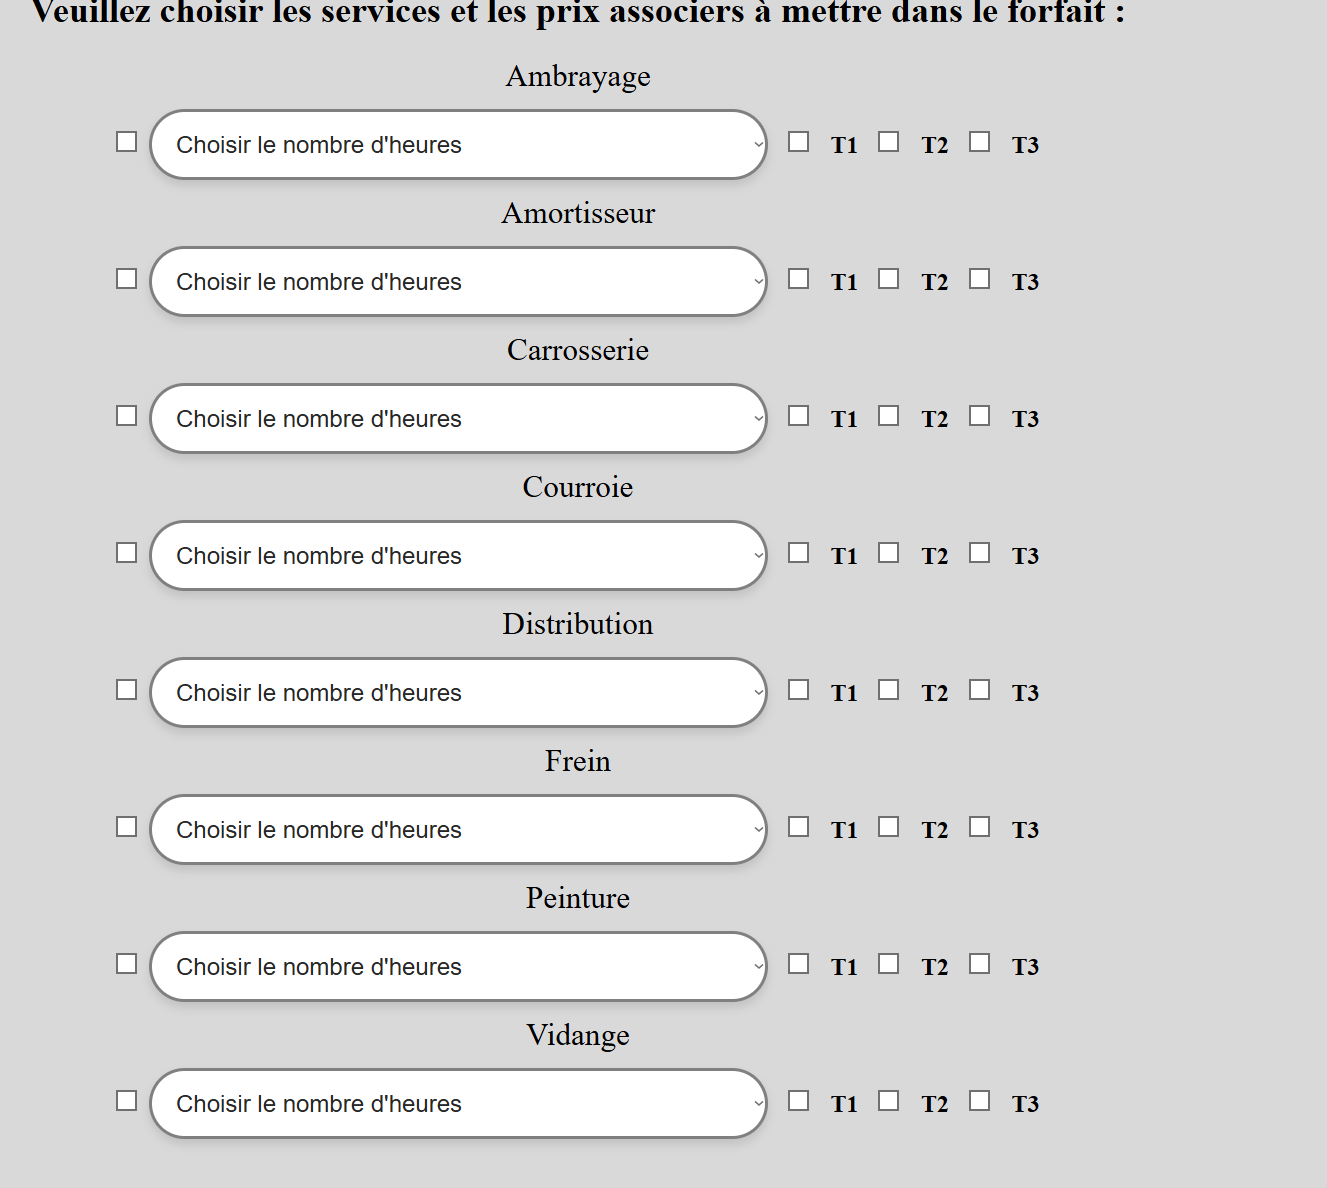 Veuillez choisir les services et les prix associers à mettre dans le forfait :
Ambrayage
Choisir le nombre d'heures T1 T2 T3
Amortisseur
Choisir le nombre d'heures T1 T2 T3
Carrosserie
Choisir le nombre d'heures T1 T2 T3
Courroie
Choisir le nombre d'heures T1 T2 T3
Distribution
Choisir le nombre d'heures T1 T2 T3
Frein
Choisir le nombre d'heures T1 T2 T3
Peinture
Choisir le nombre d'heures T1 T2 T3
Vidange
Choisir le nombre d'heures T1 T2 T3